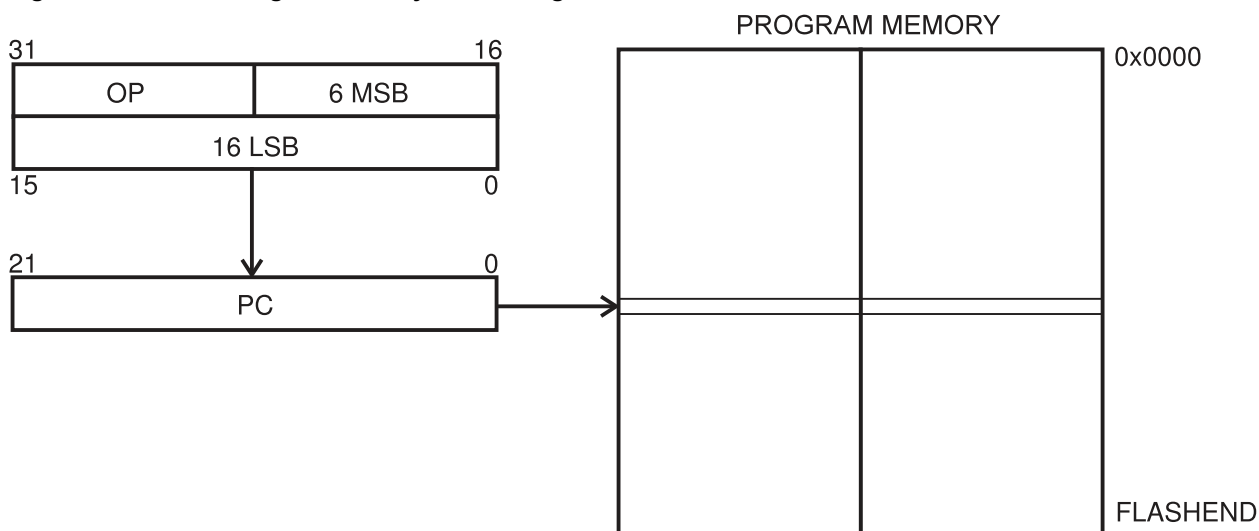 PROGRAM MEMORY
31 16
0x0000
OP 6 MSB
16 LSB
15 0
21 0
PC
FLASHEND